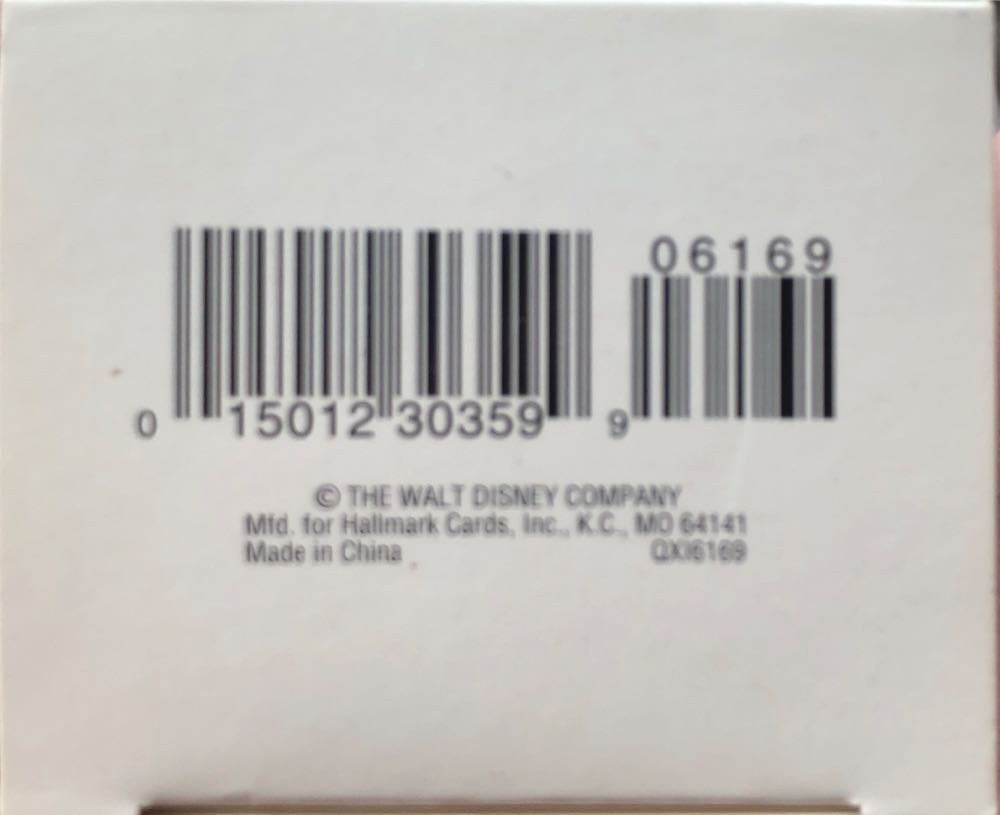 06169
0 15012 30359 9
© THE WALT DISNEY COMPANY
Mfd. for Hallmark Cards, Inc., K.C., MO 64141
Made in China QXI6169